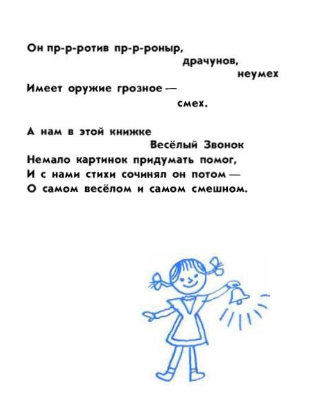 Он пр-р-ротив пр-р-роныр,
драчунов,
неумех
Имеет оружие грозное —
смех.
А нам в этой книжке
Весёлый Звонок
Немало картинок придумать помог,
И с нами стихи сочинял он потом —
О самом весёлом и самом смешном.